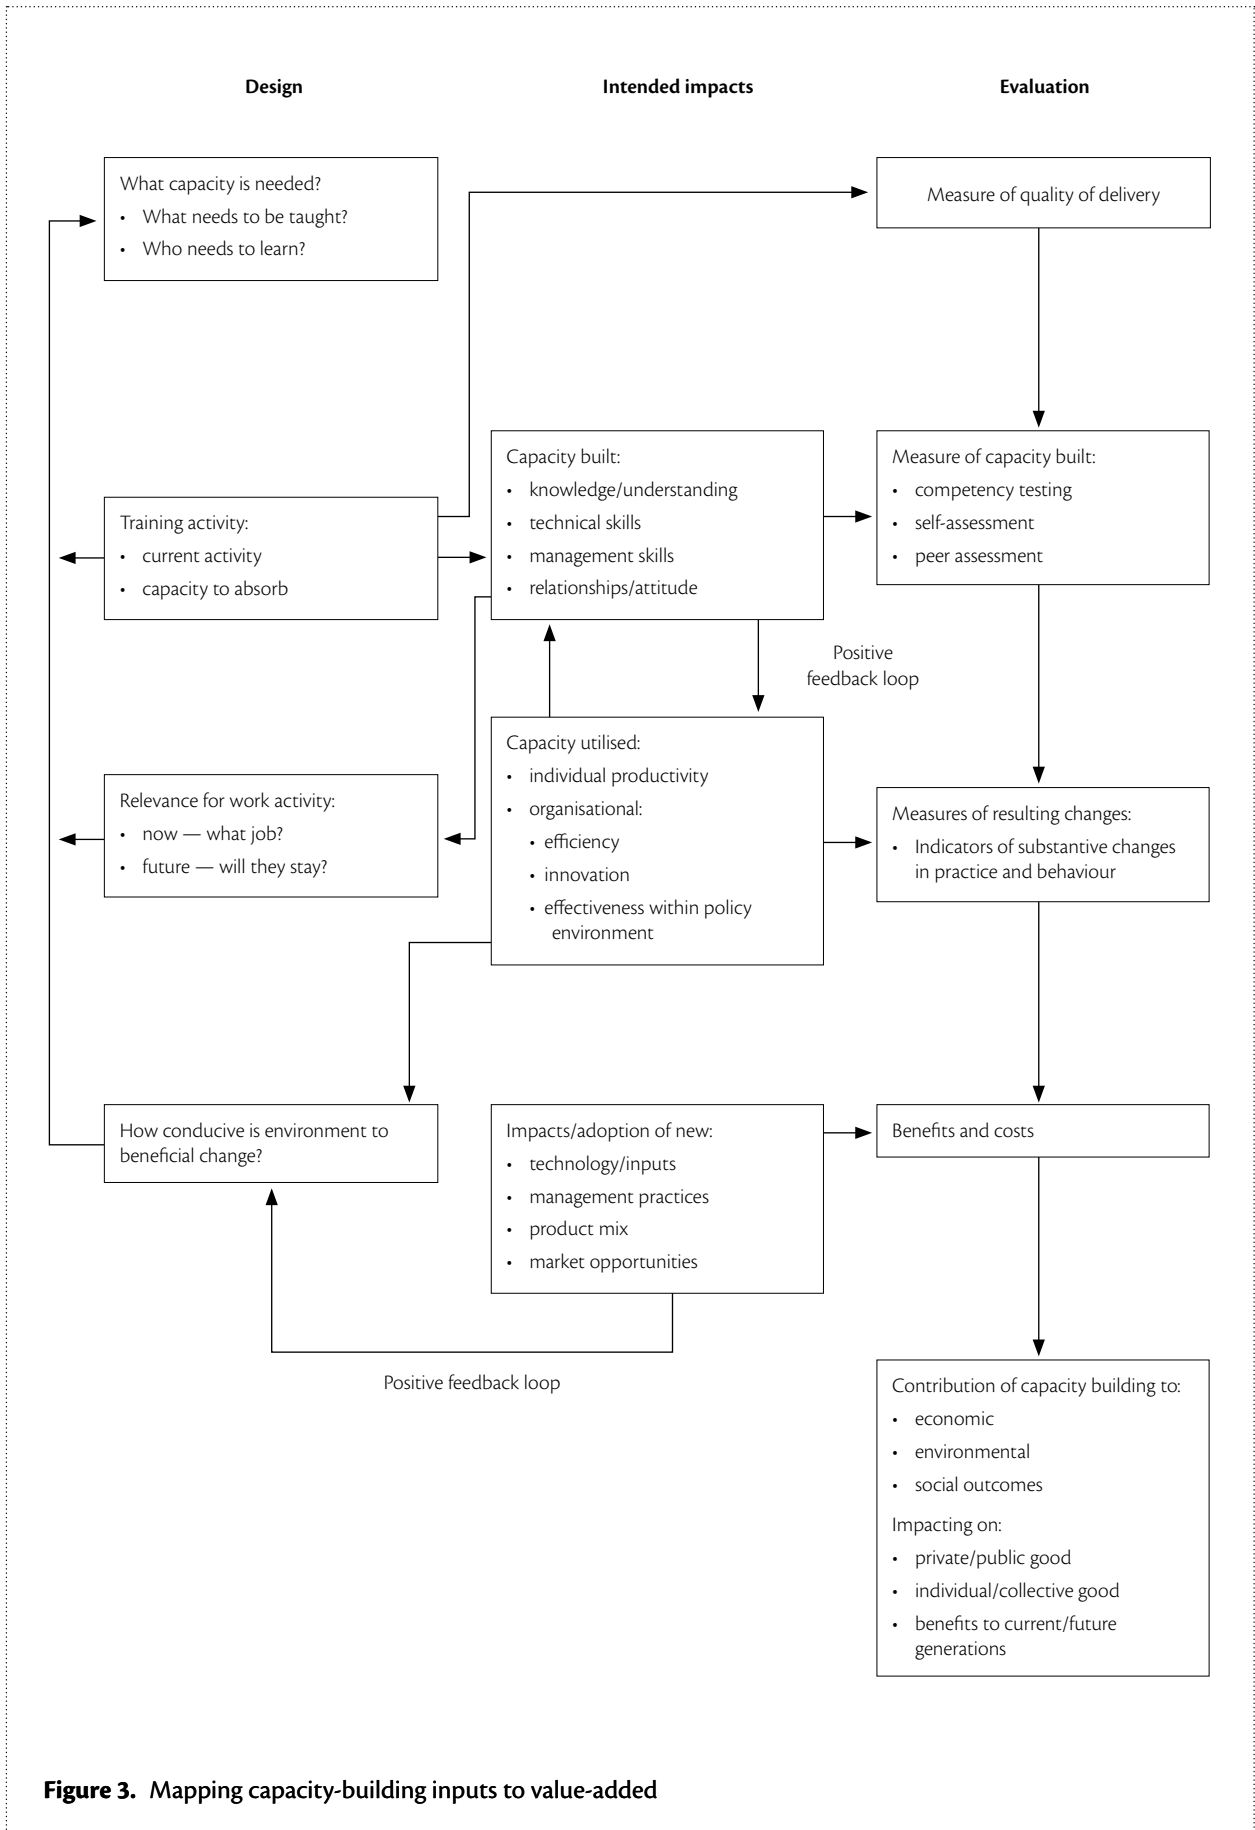 Design
Intended impacts
Evaluation
What capacity is needed?
• What needs to be taught?
• Who needs to learn?
Measure of quality of delivery
Training activity:
• current activity
• capacity to absorb
Capacity built:
• knowledge/understanding
• technical skills
• management skills
• relationships/attitude
Measure of capacity built:
• competency testing
• self-assessment
• peer assessment
Positive
feedback loop
Relevance for work activity:
• now — what job?
• future — will they stay?
Capacity utilised:
• individual productivity
• organisational:
• efficiency
• innovation
• effectiveness within policy
environment
Measures of resulting changes:
• Indicators of substantive changes
in practice and behaviour
How conducive is environment to
beneficial change?
Impacts/adoption of new:
• technology/inputs
• management practices
• product mix
• market opportunities
Benefits and costs
Positive feedback loop
Contribution of capacity building to:
• economic
• environmental
• social outcomes
Impacting on:
• private/public good
• individual/collective good
• benefits to current/future
generations
Figure 3. Mapping capacity-building inputs to value-added